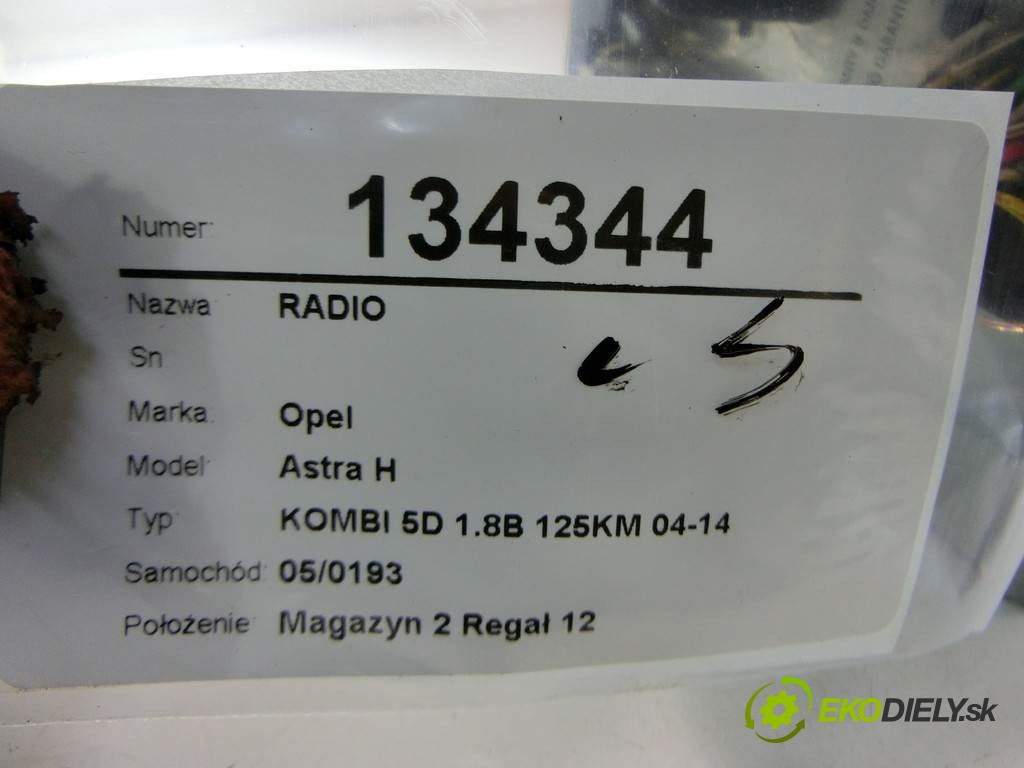 Numer: 134344
Nazwa: RADIO
Sn
Marka: Opel
Model: Astra H
Typ: KOMBI 5D 1.8B 125KM 04-14
Samochód: 05/0193
Położenie: Magazyn 2 Regał 12
EKODIELY.sk